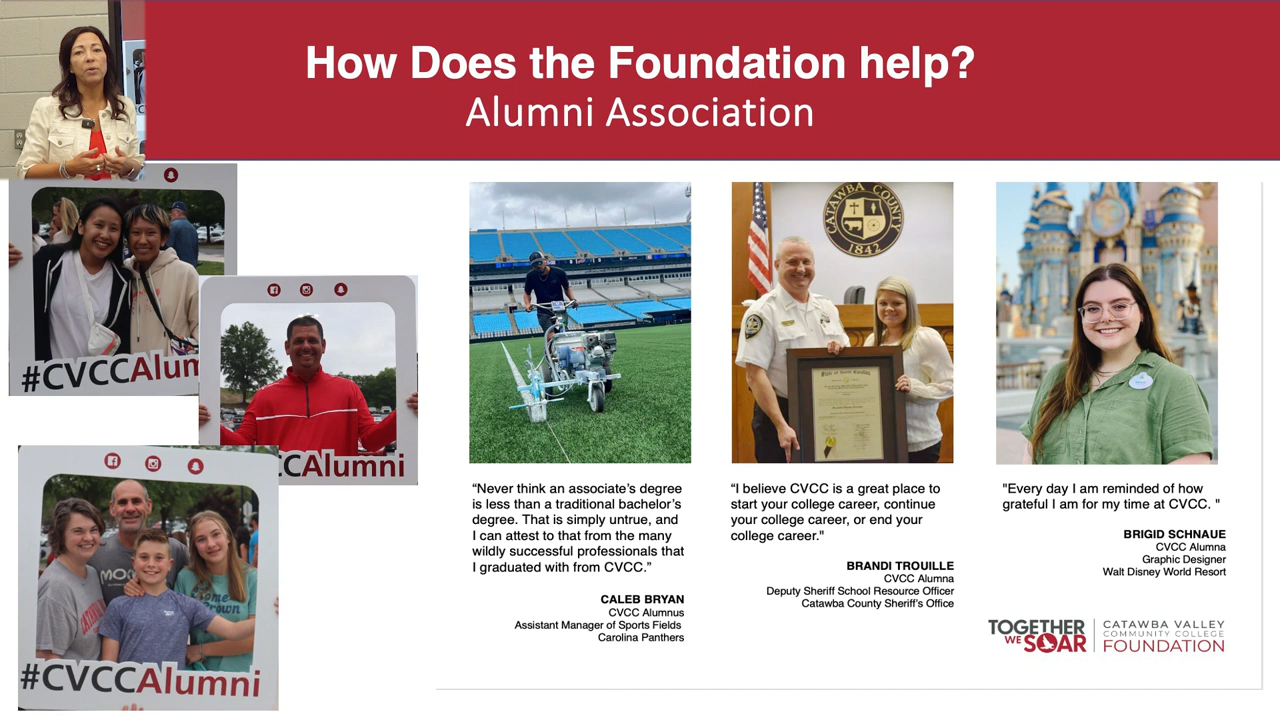 How Does the Foundation help?
Alumni Association
#CVCCAlum
CCAlumni
#CVCCAlumni
CATAWBA COUNTY
1842
"Never think an associate's degree
is less than a traditional bachelor's
degree. That is simply untrue, and
I can attest to that from the many
wildly successful professionals that
I graduated with from CVCC."
CALEB BRYAN
CVCC Alumnus
Assistant Manager of Sports Fields
Carolina Panthers
"I believe CVCC is a great place to
start your college career, continue
your college career, or end your
college career."
BRANDI TROUILLE
CVCC Alumna
Deputy Sheriff School Resource Officer
Catawba County Sheriff's Office
"Every day I am reminded of how
grateful I am for my time at CVCC. "
BRIGID SCHNAUE
CVCC Alumna
Graphic Designer
Walt Disney World Resort
TOGETHER
WE SOAR
CATAWBA VALLEY
COMMUNITY COLLEGE
FOUNDATION